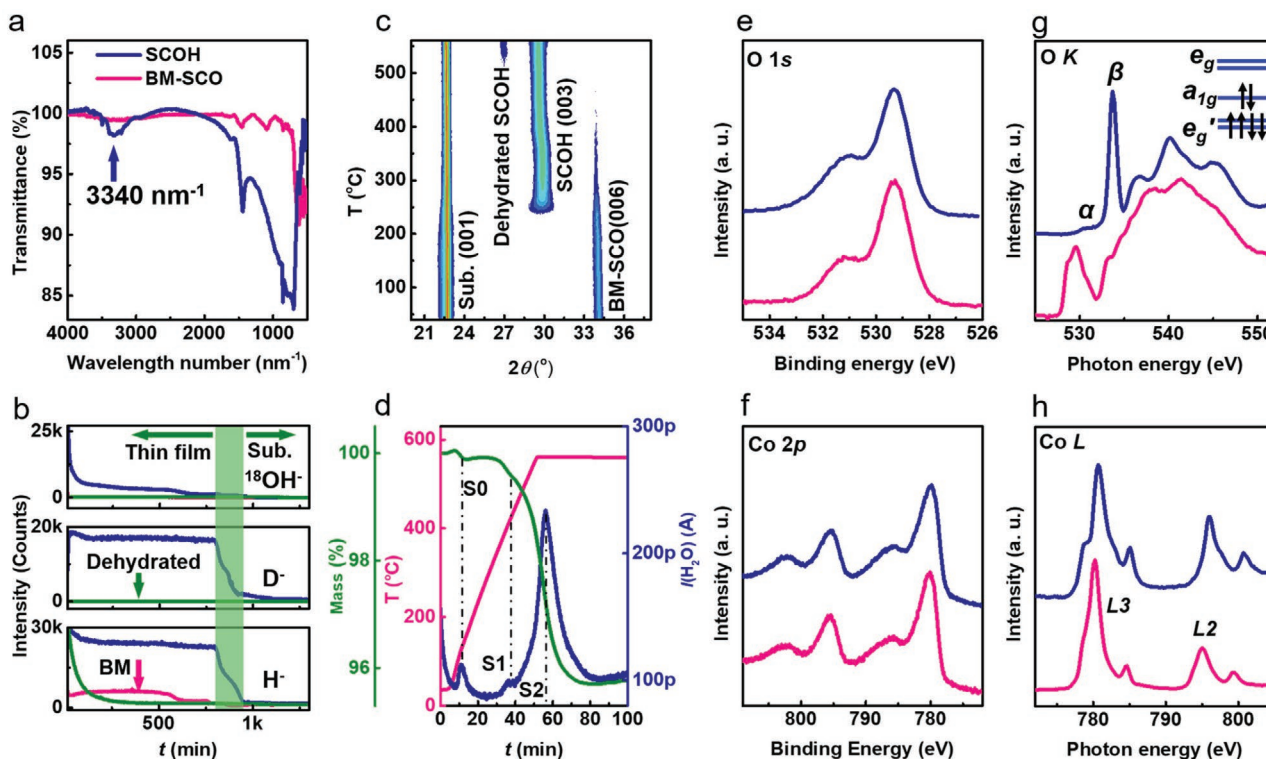 a
105
100
95
90
85
Transmittance (%)
SCOH
BM-SCO
3340 nm⁻¹
4000 3000 2000 1000
Wavelength number (nm⁻¹)
c
500
400
300
200
100
T (°C)
Sub. (001)
Dehydrated SCOH
SCOH (003)
BM-SCO(006)
21 24 27 30 33 36
2θ(°)
e
O 1s
Intensity (a. u.)
534 532 530 528 526
Binding energy (eV)
g
O K
α
β
e_g
a_1g
e_g'
Intensity (a. u.)
530 540 550
Photon energy (eV)
b
25k
0
Thin film
Sub.
¹⁸OH⁻
20k
0
Dehydrated
D⁻
30k
0
BM
H⁻
Intensity (Counts)
500 1k
t (min)
d
100
98
96
Mass (%)
600
400
200
0
T (°C)
S0
S1
S2
300p
200p
100p
I(H₂O) (A)
0 20 40 60 80 100
t (min)
f
Co 2p
Intensity (a. u.)
800 790 780
Binding Energy (eV)
h
Co L
L3
L2
Intensity (a. u.)
780 790 800
Photon energy (eV)